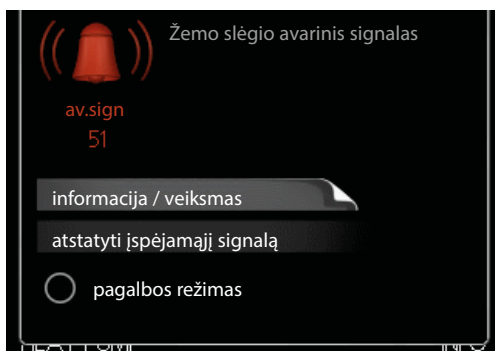 Žemo slėgio avarinis signalas
av.sign
51
informacija / veiksmas
atstatyti įspėjamąjį signalą
pagalbos režimas